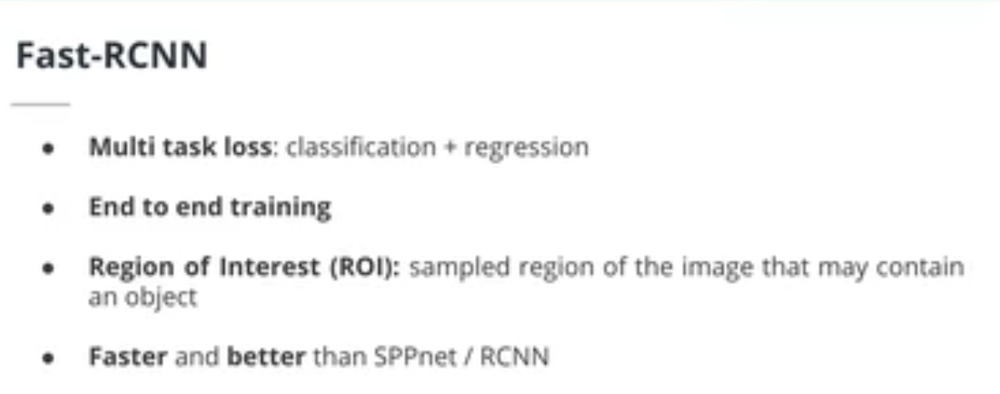 Fast-RCNN
● Multi task loss: classification + regression
● End to end training
● Region of Interest (ROI): sampled region of the image that may contain
an object
● Faster and better than SPPnet / RCNN